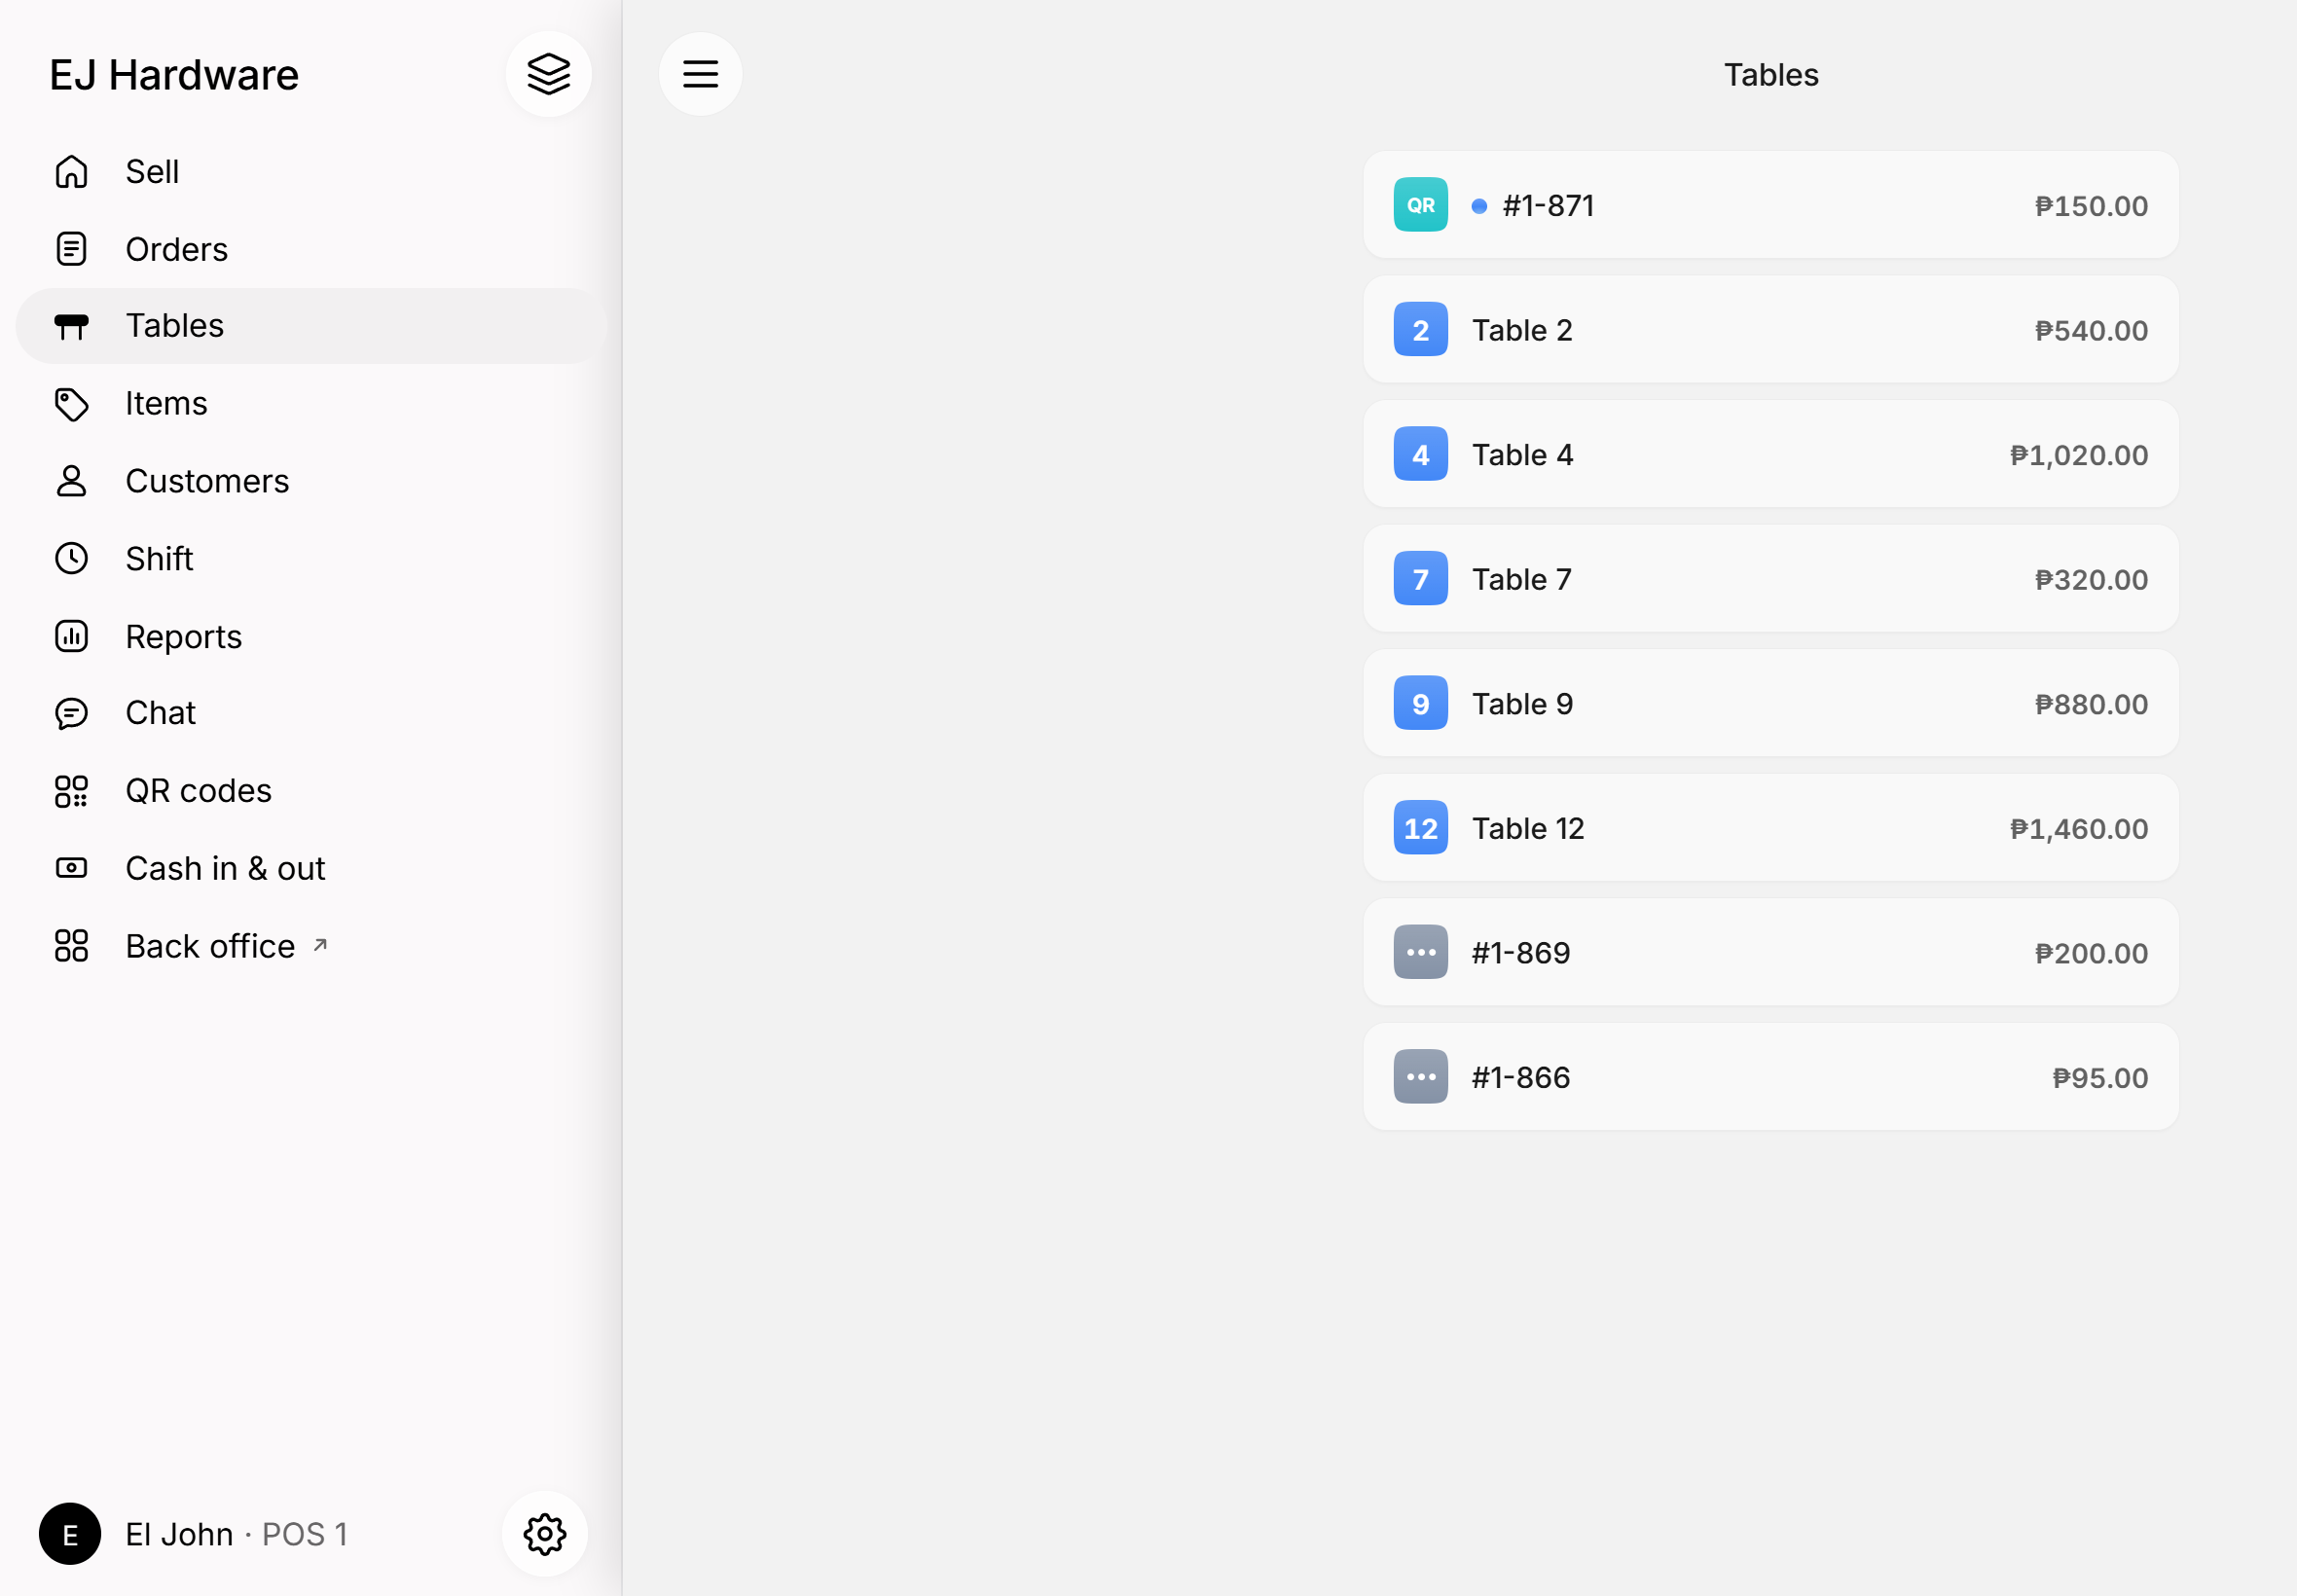 EJ Hardware
Sell
Orders
Tables
Items
Customers
Shift
Reports
Chat
QR codes
Cash in & out
Back office
E
El John · POS 1
Tables
QR #1-871 ₱150.00
2 Table 2 ₱540.00
4 Table 4 ₱1,020.00
7 Table 7 ₱320.00
9 Table 9 ₱880.00
12 Table 12 ₱1,460.00
#1-869 ₱200.00
#1-866 ₱95.00